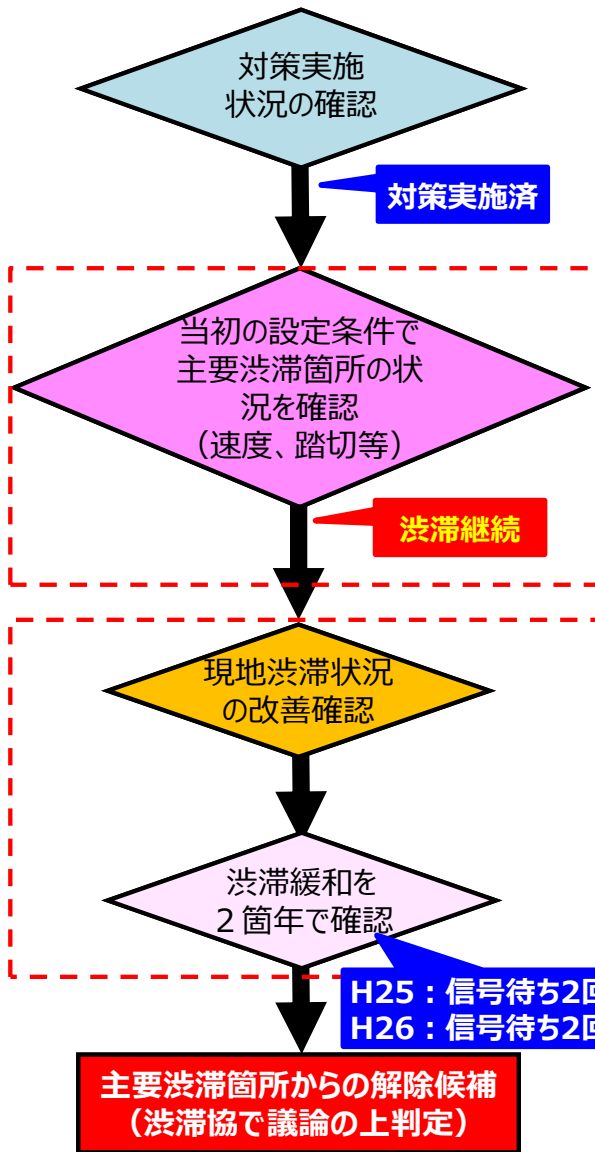 対策実施
状況の確認
対策実施済
当初の設定条件で
主要渋滞箇所の状
況を確認
（速度、踏切等）
渋滞継続
現地渋滞状況
の改善確認
渋滞緩和を
２箇年で確認
H25：信号待ち2回
H26：信号待ち2回
主要渋滞箇所からの解除候補
（渋滞協で議論の上判定）